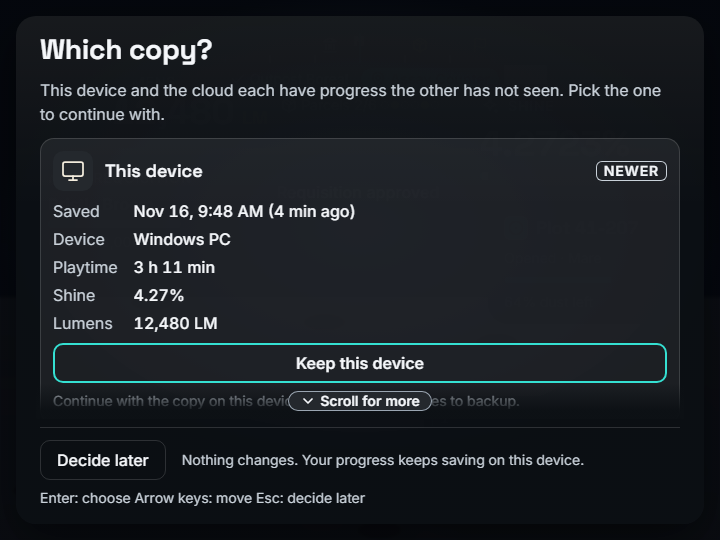 Which copy?
This device and the cloud each have progress the other has not seen. Pick the one
to continue with.
This device
NEWER
Saved Nov 16, 9:48 AM (4 min ago)
Device Windows PC
Playtime 3 h 11 min
Shine 4.27%
Lumens 12,480 LM
Keep this device
Continue with the copy on this
Scroll for more
to backup.
Decide later
Nothing changes. Your progress keeps saving on this device.
Enter: choose Arrow keys: move Esc: decide later